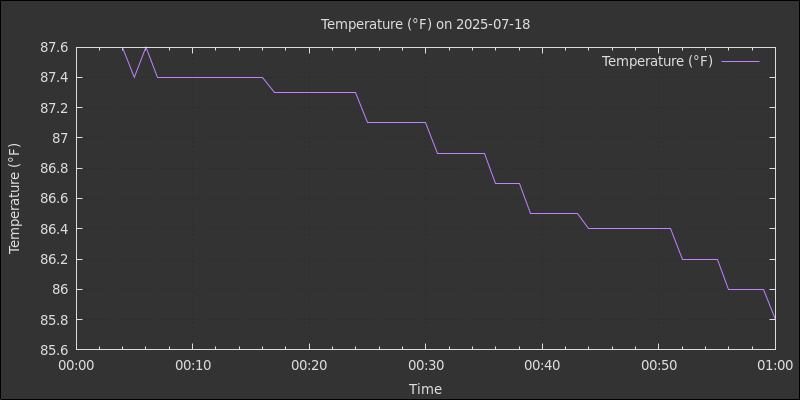 Temperature (°F) on 2025-07-18
Temperature (°F)
87.6
87.4
87.2
87
86.8
86.6
86.4
86.2
86
85.8
85.6
Temperature (°F)
00:00 00:10 00:20 00:30 00:40 00:50 01:00
Time